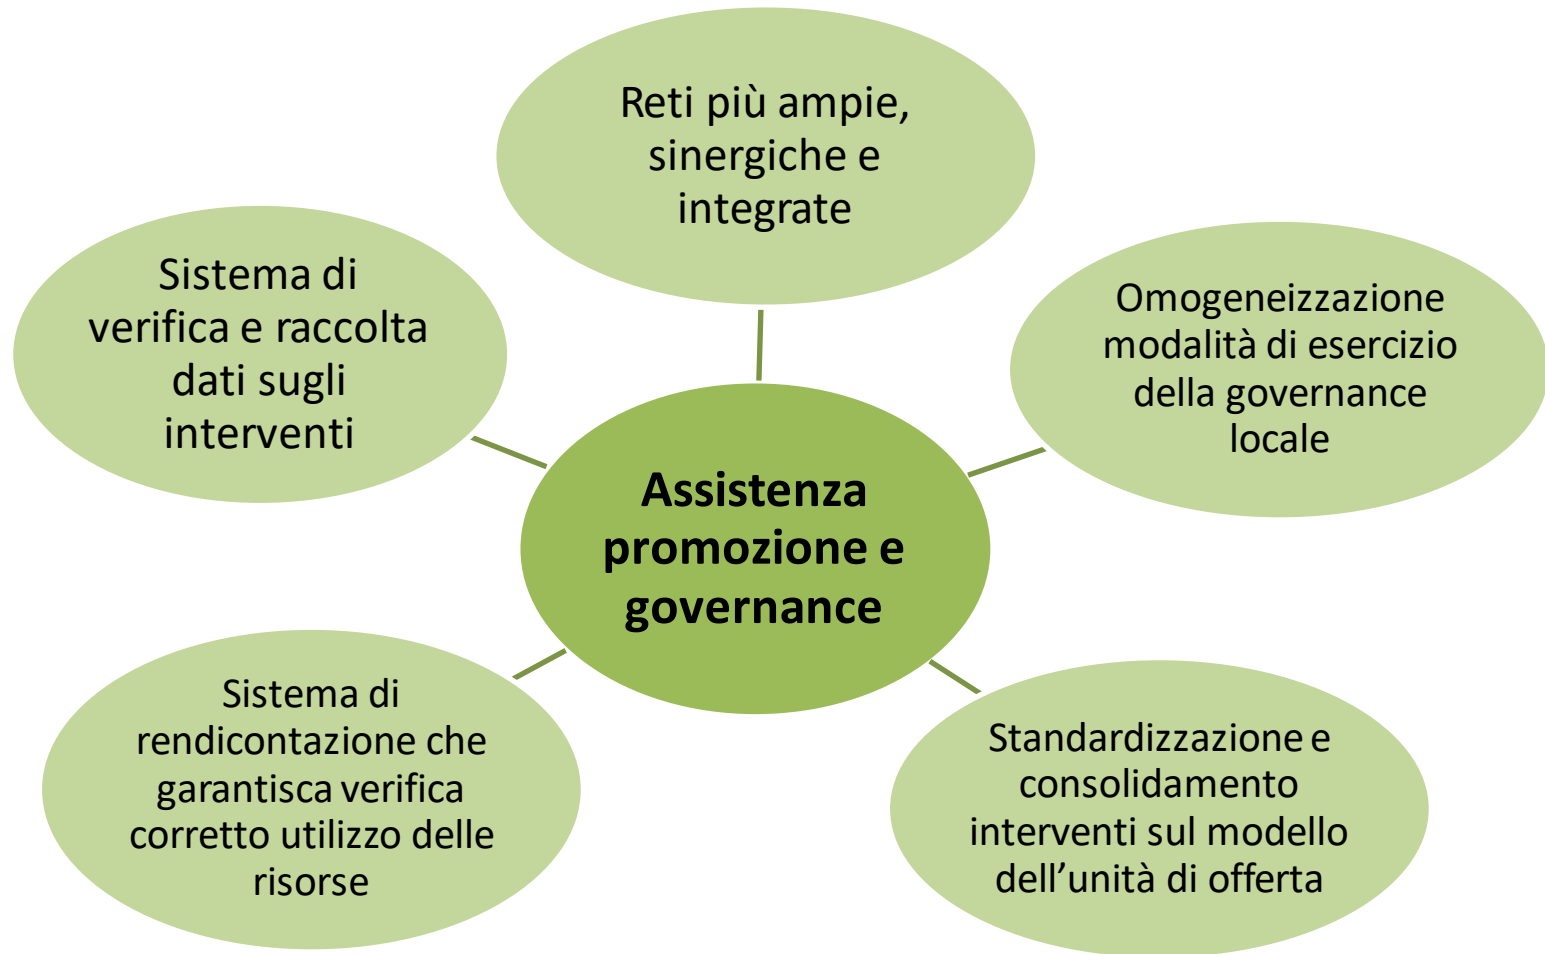 Reti più ampie,
sinergiche e
integrate
Sistema di
verifica e raccolta
dati sugli
interventi
Omogeneizzazione
modalità di esercizio
della governance
locale
Assistenza
promozione e
governance
Sistema di
rendicontazione che
garantisca verifica
corretto utilizzo delle
risorse
Standardizzazione e
consolidamento
interventi sul modello
dell’unità di offerta